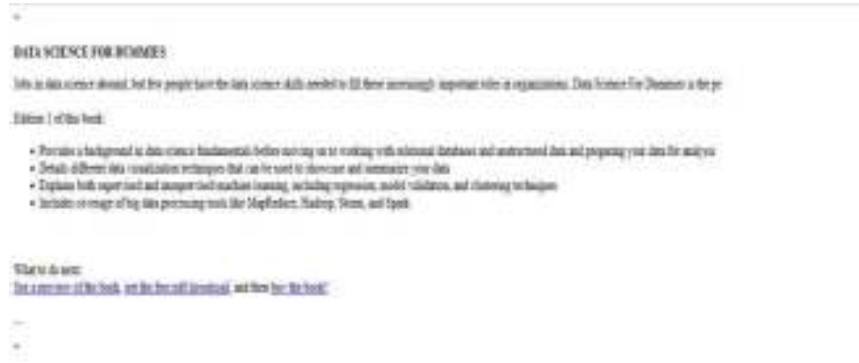 "
DATA SCIENCE FOR DUMMIES
Jobs in data science abound, but few people have the data science skills needed to fill these increasingly important roles in organizations. Data Science For Dummies is the pe
Edition 1 of the book:
Provides a background in data science fundamentals before moving on to working with relational databases and unstructured data and preparing your data for analysis
Details different data visualization techniques that can be used to showcase and summarize your data
Explains both supervised and unsupervised machine learning, including regression, model validation, and clustering techniques
Includes coverage of big data processing tools like MapReduce, Hadoop, Storm, and Spark
What to do next:
See a preview of the book, get the free pdf download, and then buy the book!
...
"